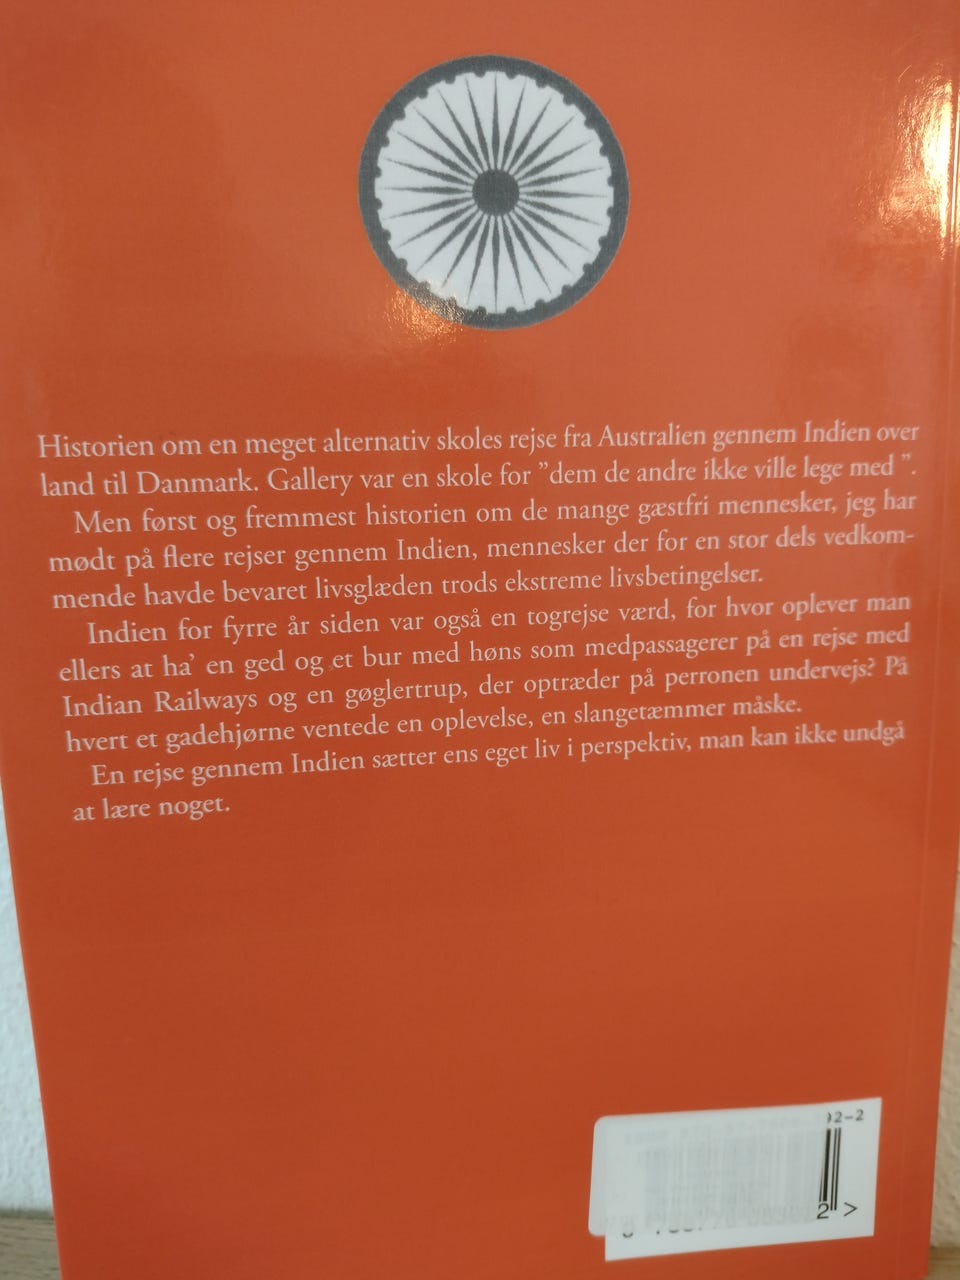 Historien om en meget alternativ skoles rejse fra Australien gennem Indien over
land til Danmark. Gallery var en skole for ”dem de andre ikke ville lege med ”.
Men først og fremmest historien om de mange gæstfri mennesker, jeg har
mødt på flere rejser gennem Indien, mennesker der for en stor dels vedkom-
mende havde bevaret livsglæden trods ekstreme livsbetingelser.
Indien for fyrre år siden var også en togrejse værd, for hvor oplever man
ellers at ha’ en ged og et bur med høns som medpassagerer på en rejse med
Indian Railways og en gøglertrup, der optræder på perronen undervejs? På
hvert et gadehjørne ventede en oplevelse, en slangetæmmer måske.
En rejse gennem Indien sætter ens eget liv i perspektiv, man kan ikke undgå
at lære noget.
2-2
2 >